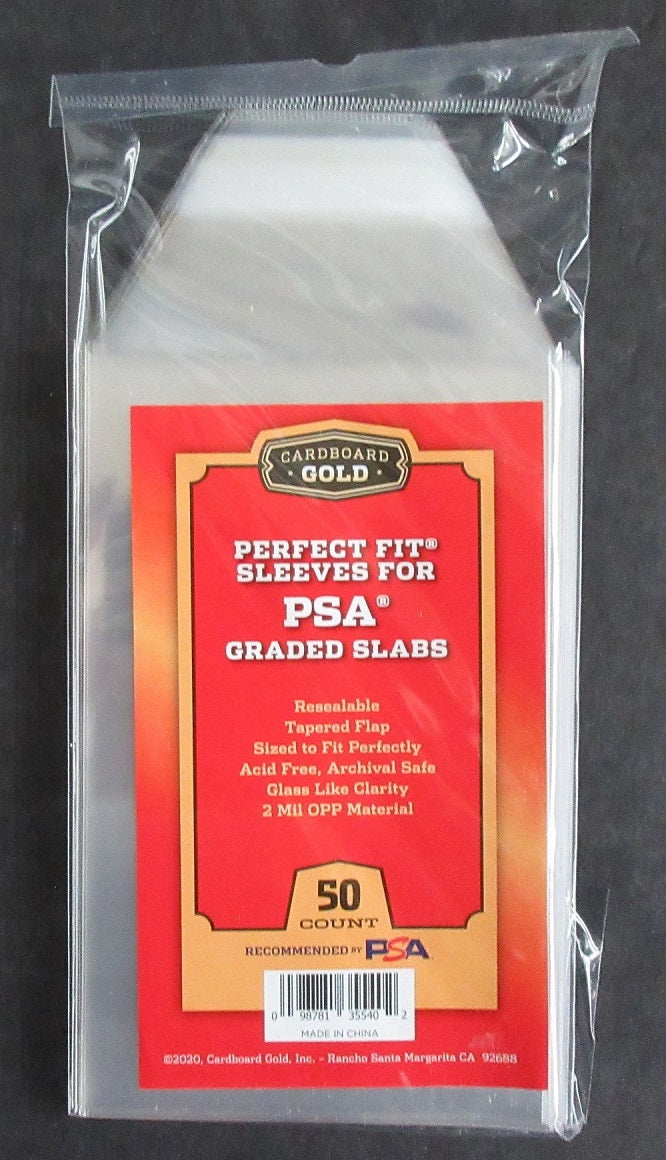 CARDBOARD
GOLD
PERFECT FIT®
SLEEVES FOR
PSA®
GRADED SLABS
Resealable
Tapered Flap
Sized to Fit Perfectly
Acid Free, Archival Safe
Glass Like Clarity
2 Mil OPP Material
50
COUNT
RECOMMENDED BY PSA
0 98781 35540 2
MADE IN CHINA
©2020, Cardboard Gold, Inc. - Rancho Santa Margarita CA 92688